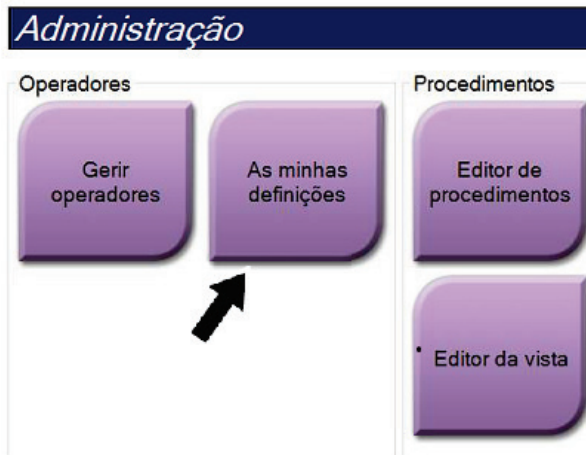 Administração
Operadores
Gerir
operadores
As minhas
definições
Procedimentos
Editor de
procedimentos
Editor da vista